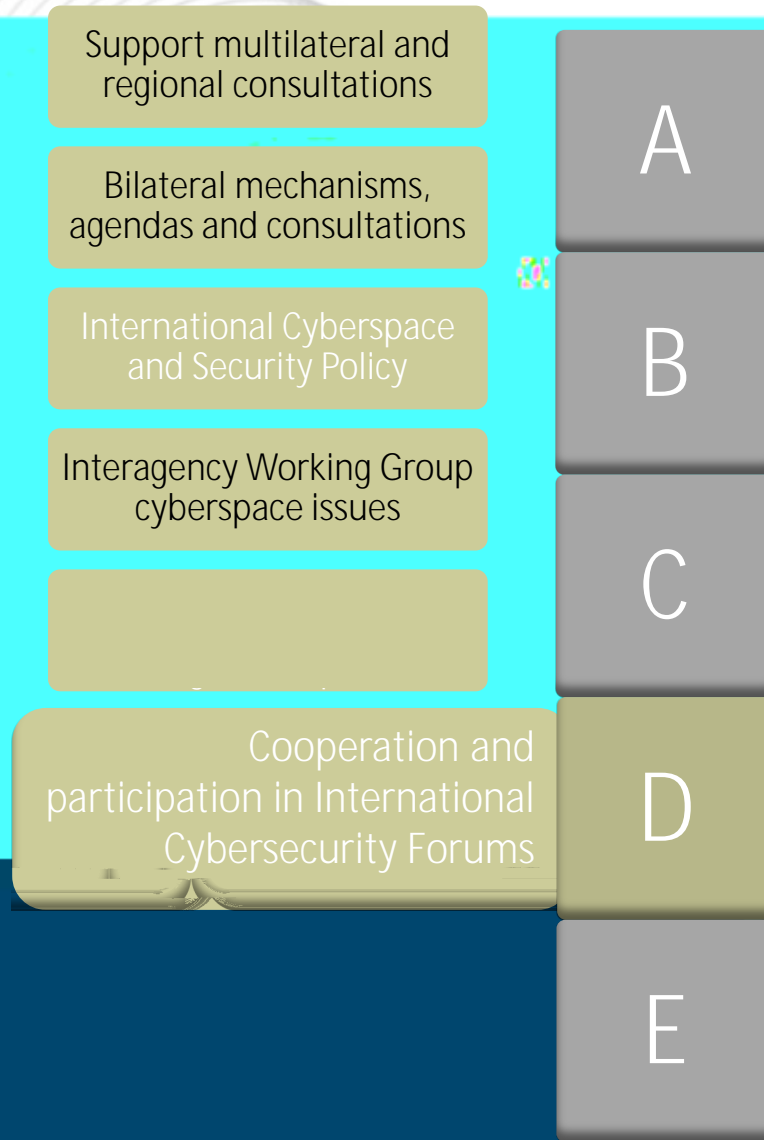 Support multilateral and
regional consultations
Bilateral mechanisms,
agendas and consultations
International Cyberspace
and Security Policy
Interagency Working Group
cyberspace issues
Cooperation and
participation in International
Cybersecurity Forums
A
B
C
D
E